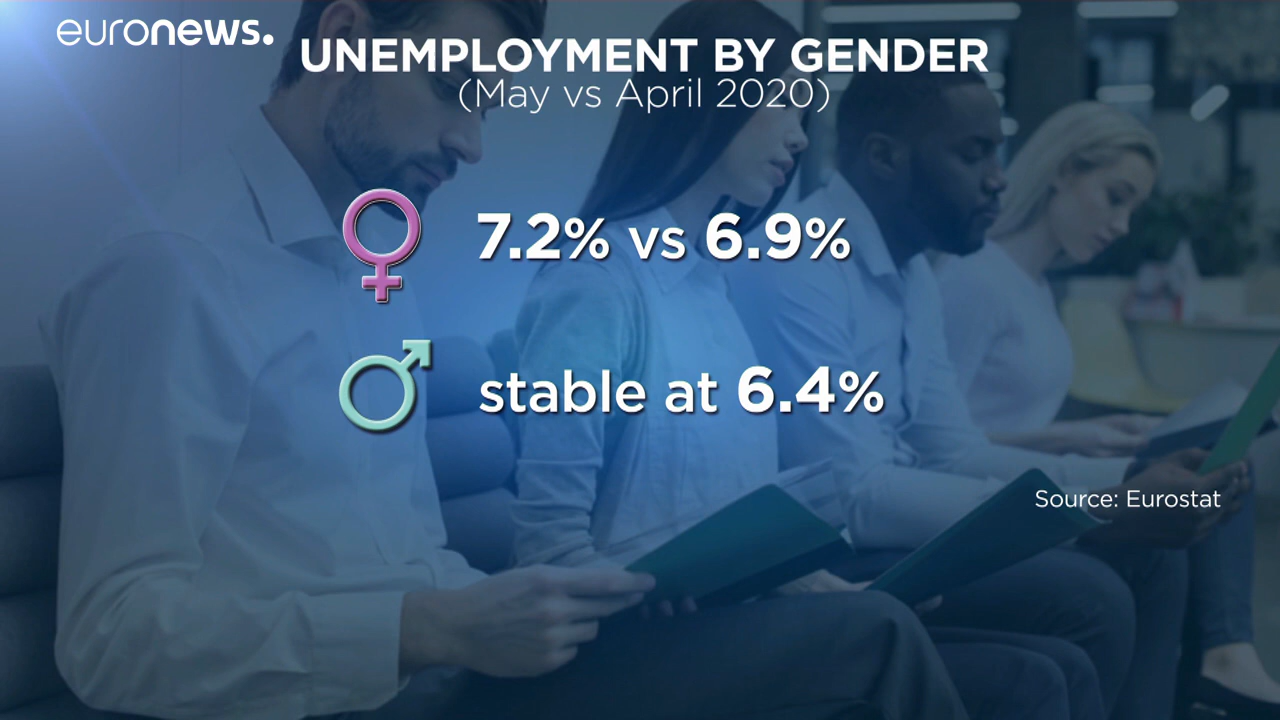 euronews.
UNEMPLOYMENT BY GENDER
(May vs April 2020)
7.2% vs 6.9%
stable at 6.4%
Source: Eurostat